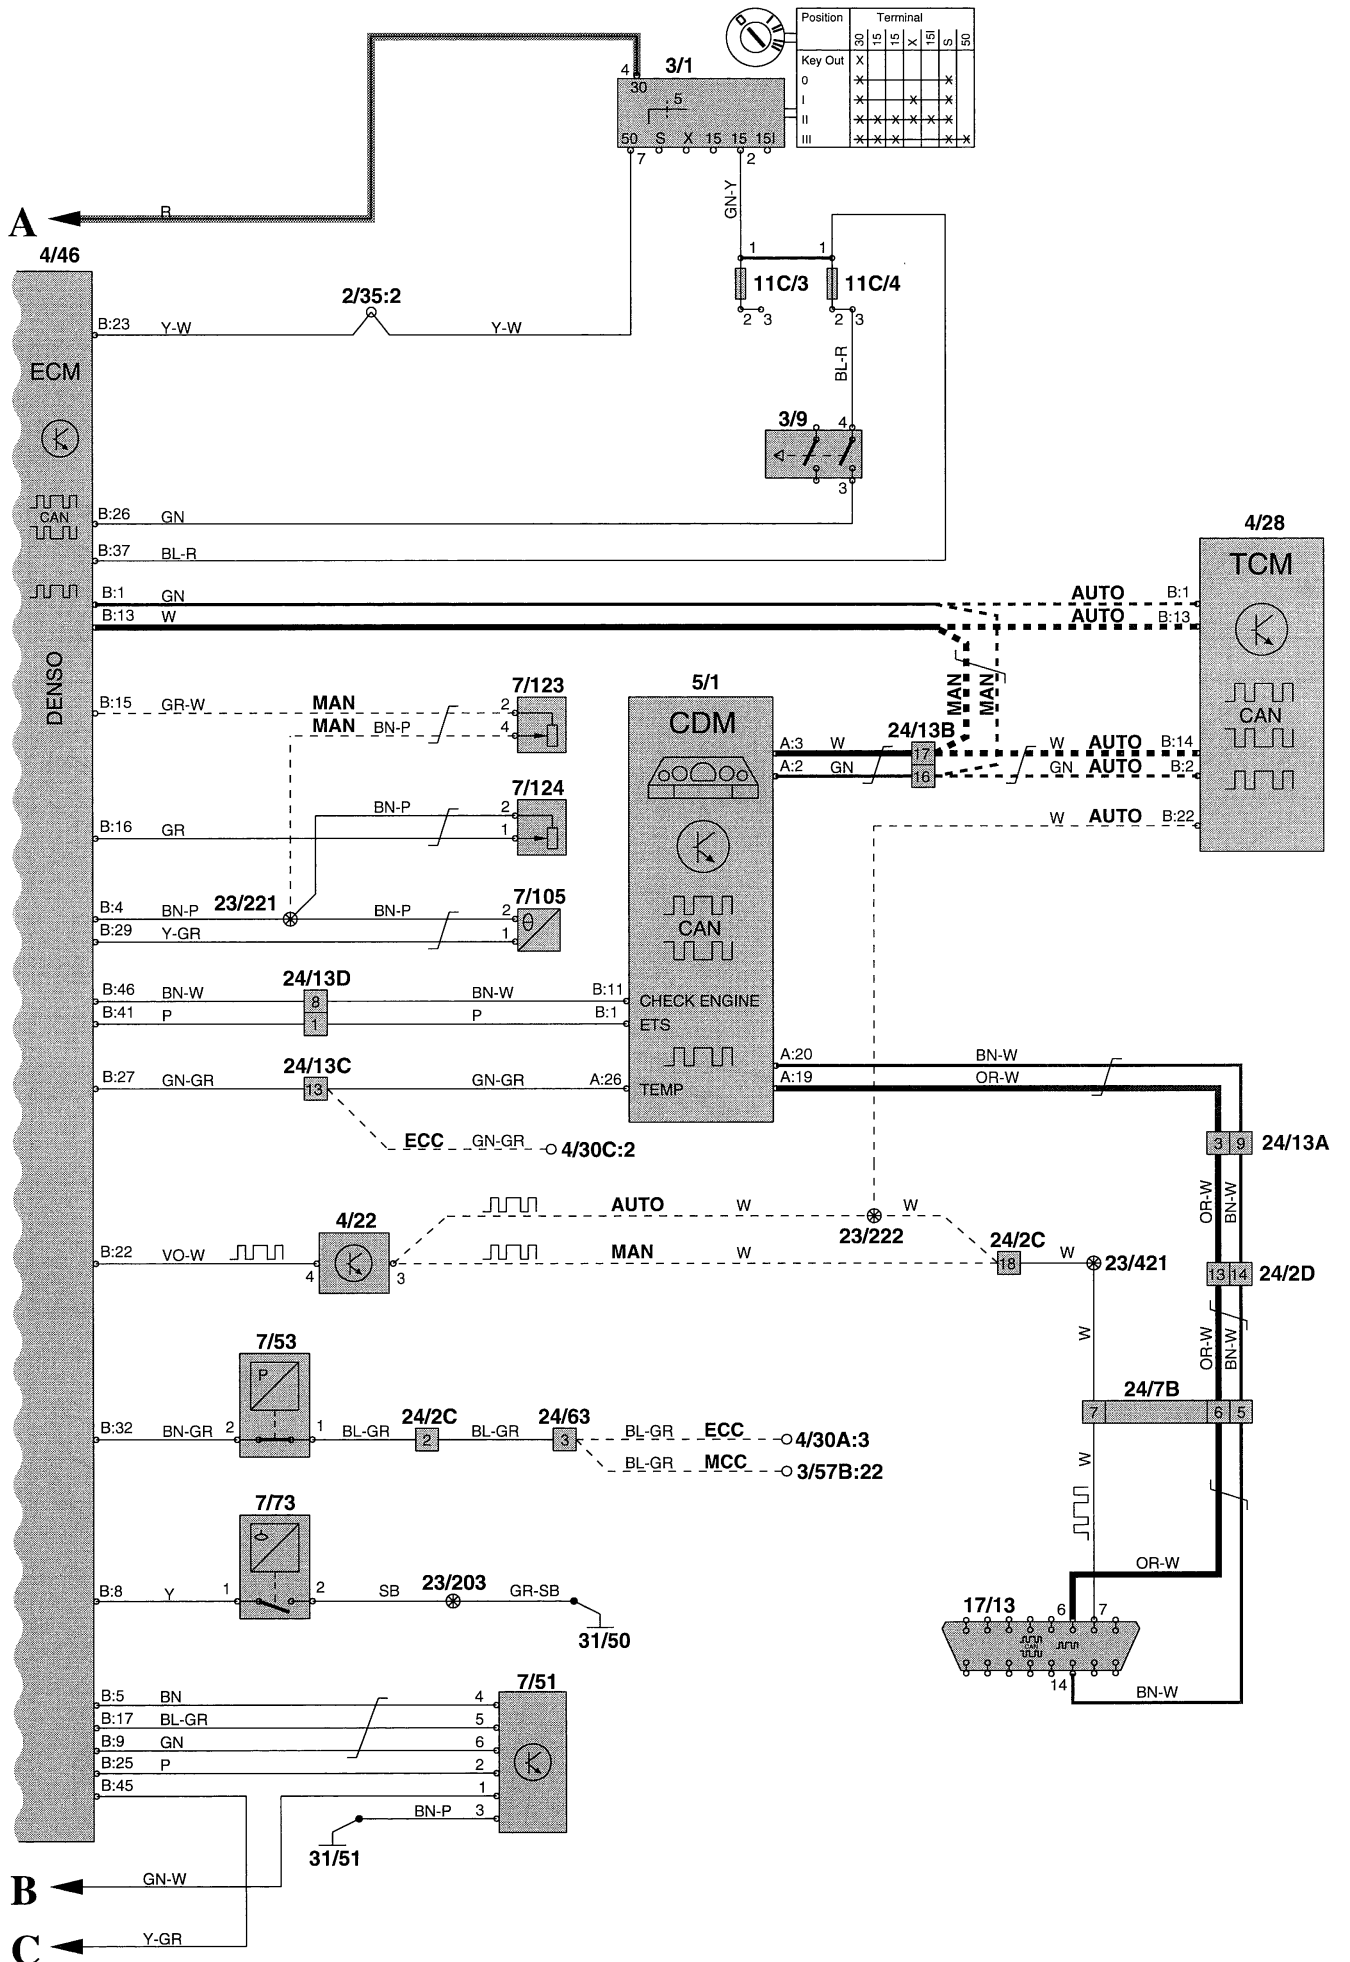 Position Terminal
30 15 15 X 15I S 50
Key Out X
0 X X
I X X X
II X X X X X X
III X X X X X
3/1
4
30
5
50 S X 15 15 15I
7 2
GN-Y
A
R
4/46
1 1
11C/3 11C/4
2 3 2 3
2/35:2
B:23 Y-W Y-W
BL-R
ECM
3/9
4
3
B:26 GN
CAN
B:37 BL-R
4/28
TCM
B:1 GN AUTO B:1
B:13 W AUTO B:13
DENSO
MAN MAN
5/1
CDM
7/123
B:15 GR-W MAN 2
MAN BN-P 4
24/13B
A:3 W 17 W AUTO B:14
A:2 GN 16 GN AUTO B:2
CAN
7/124
BN-P 2
B:16 GR 1
W AUTO B:22
23/221
7/105
B:4 BN-P BN-P 2
B:29 Y-GR 1
θ
CAN
24/13D
B:46 BN-W 8 BN-W B:11 CHECK ENGINE
B:41 P 1 P B:1 ETS
24/13C
B:27 GN-GR 13 GN-GR A:26 TEMP
A:20 BN-W
A:19 OR-W
ECC GN-GR 4/30C:2
3 9 24/13A
OR-W BN-W
AUTO W W
4/22
23/222
24/2C
B:22 VO-W 4 3 MAN W 18 W 23/421
13 14 24/2D
W
OR-W BN-W
7/53
P
24/7B
7 6 5
B:32 BN-GR 2 1 BL-GR 24/2C 2 BL-GR 24/63 3 BL-GR ECC 4/30A:3
BL-GR MCC 3/57B:22
W
7/73
OR-W
B:8 Y 1 2 SB 23/203 GR-SB
31/50
17/13
6 7
CAN
14
BN-W
7/51
B:5 BN 4
B:17 BL-GR 5
B:9 GN 6
B:25 P 2
B:45 1
BN-P 3
31/51
B
GN-W
C
Y-GR